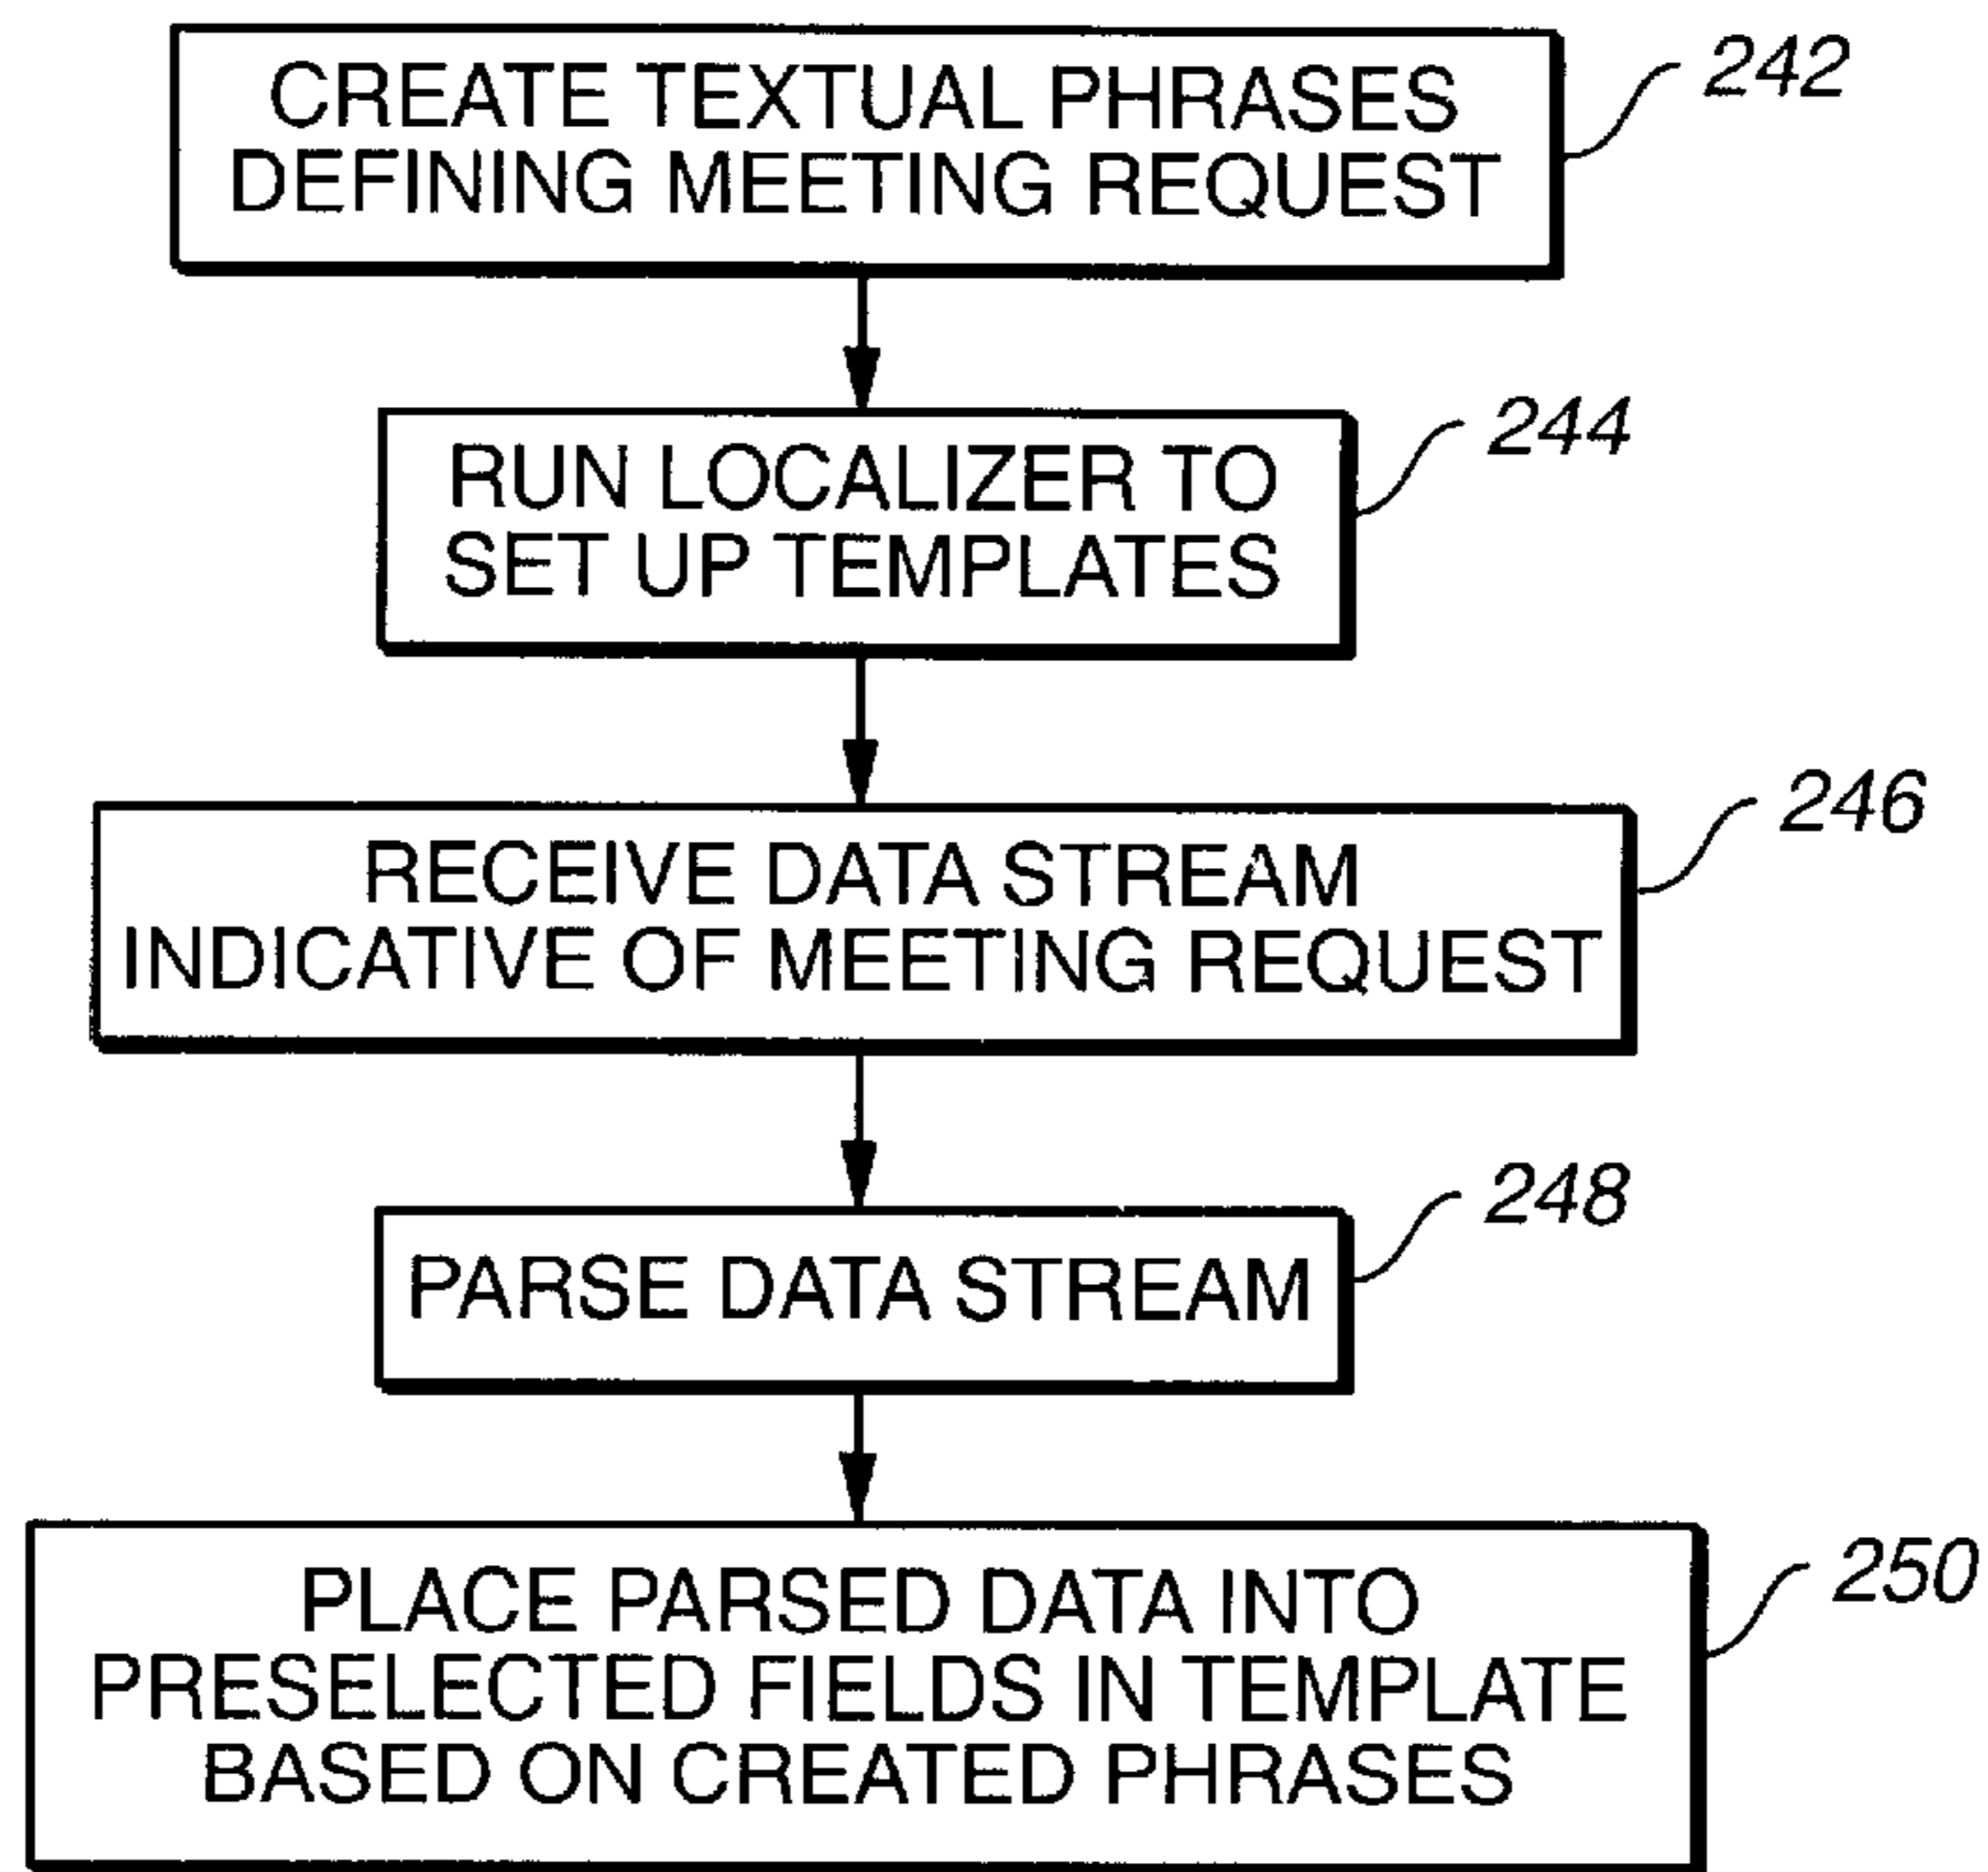 CREATE TEXTUAL PHRASES
DEFINING MEETING REQUEST
242
RUN LOCALIZER TO
SET UP TEMPLATES
244
RECEIVE DATA STREAM
INDICATIVE OF MEETING REQUEST
246
PARSE DATA STREAM
248
PLACE PARSED DATA INTO
PRESELECTED FIELDS IN TEMPLATE
BASED ON CREATED PHRASES
250